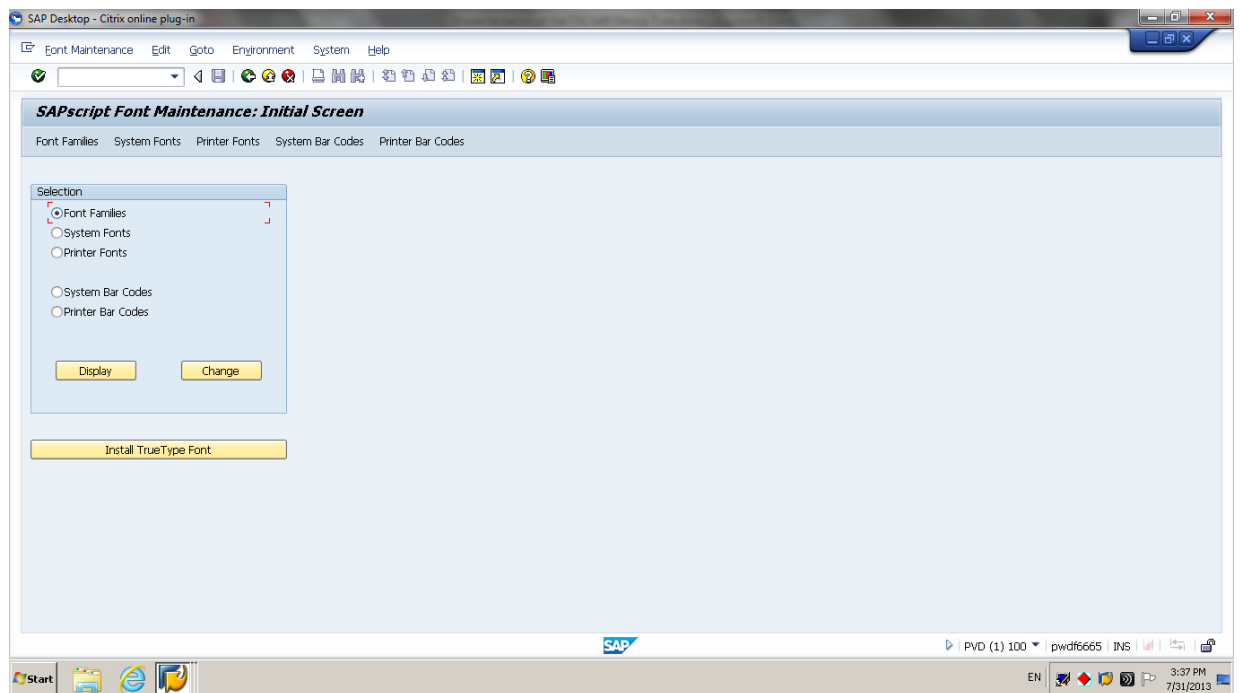 SAP Desktop - Citrix online plug-in
Font Maintenance Edit Goto Environment System Help
SAPscript Font Maintenance: Initial Screen
Font Families System Fonts Printer Fonts System Bar Codes Printer Bar Codes
Selection
Font Families
System Fonts
Printer Fonts
System Bar Codes
Printer Bar Codes
Display Change
Install TrueType Font
SAP PVD (1) 100 pwdf6665 INS
Start EN 3:37 PM
7/31/2013